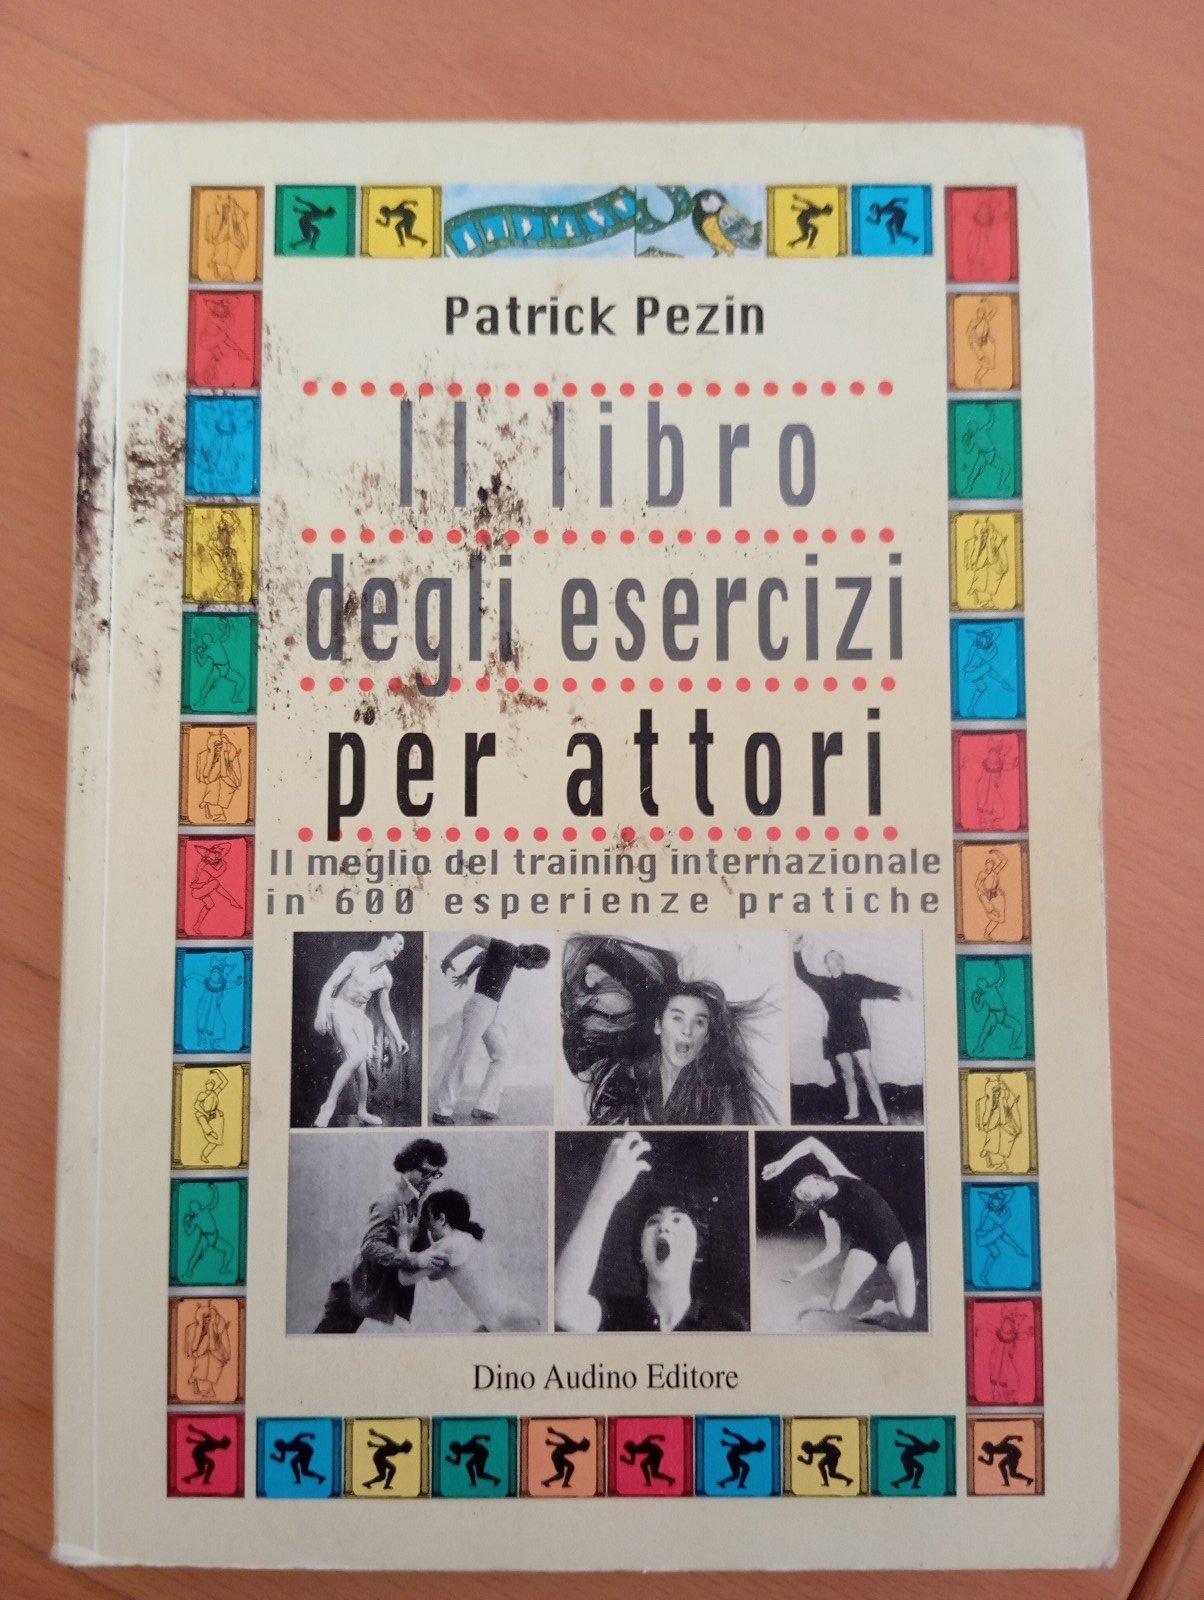 Patrick Pezin
Il libro
degli esercizi
per attori
Il meglio del training internazionale
in 600 esperienze pratiche
Dino Audino Editore